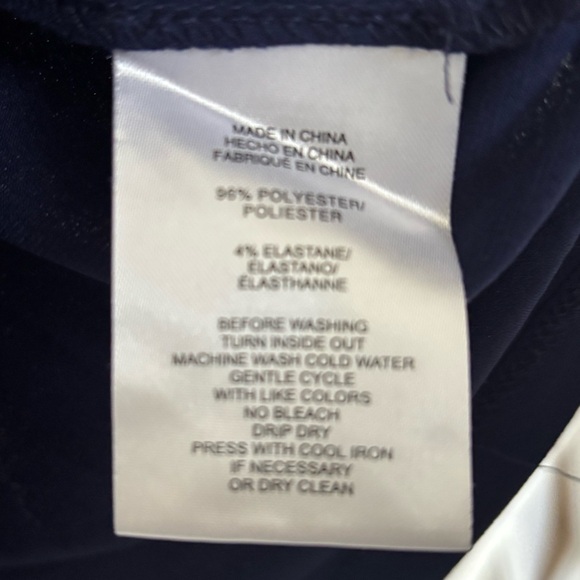 MADE IN CHINA
HECHO EN CHINA
FABRIQUÉ EN CHINE
96% POLYESTER/
POLIESTER
4% ELASTANE/
ELASTANO/
ÉLASTHANNE
BEFORE WASHING
TURN INSIDE OUT
MACHINE WASH COLD WATER
GENTLE CYCLE
WITH LIKE COLORS
NO BLEACH
DRIP DRY
PRESS WITH COOL IRON
IF NECESSARY
OR DRY CLEAN